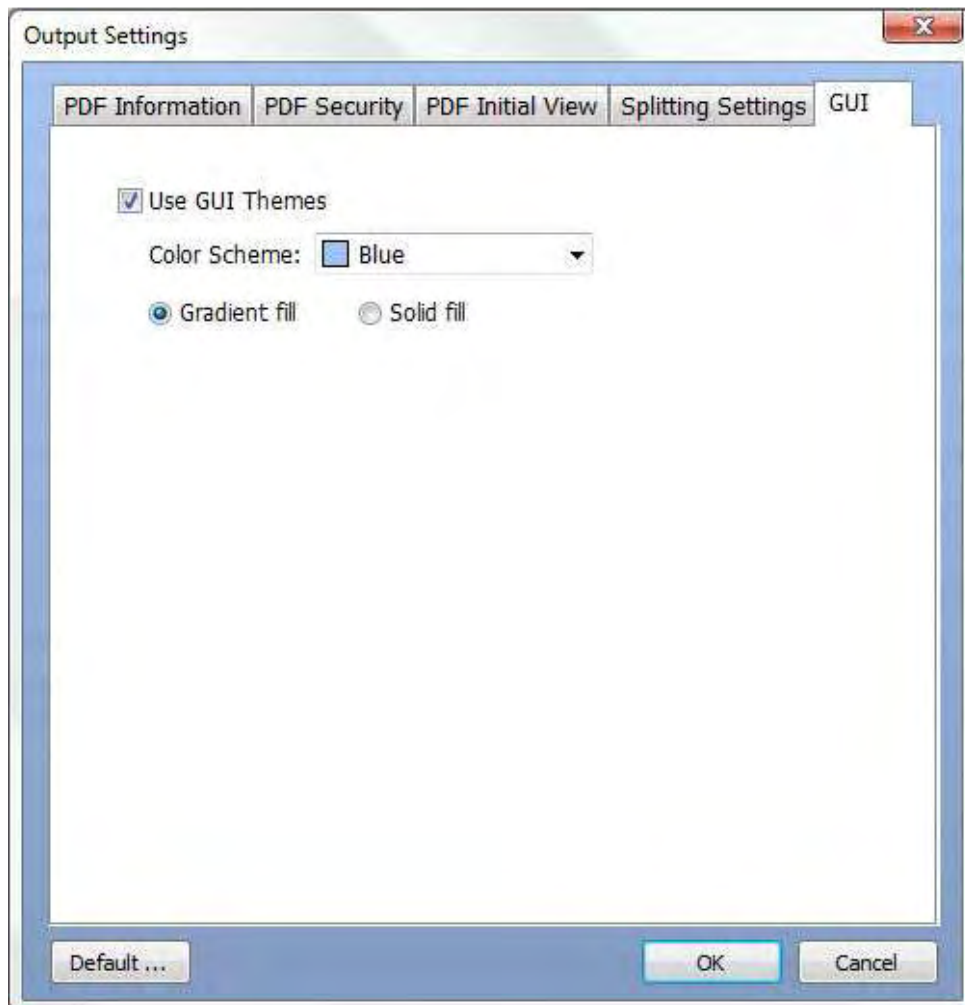 Output Settings
PDF Information PDF Security PDF Initial View Splitting Settings GUI
Use GUI Themes
Color Scheme: Blue
Gradient fill Solid fill
Default ... OK Cancel